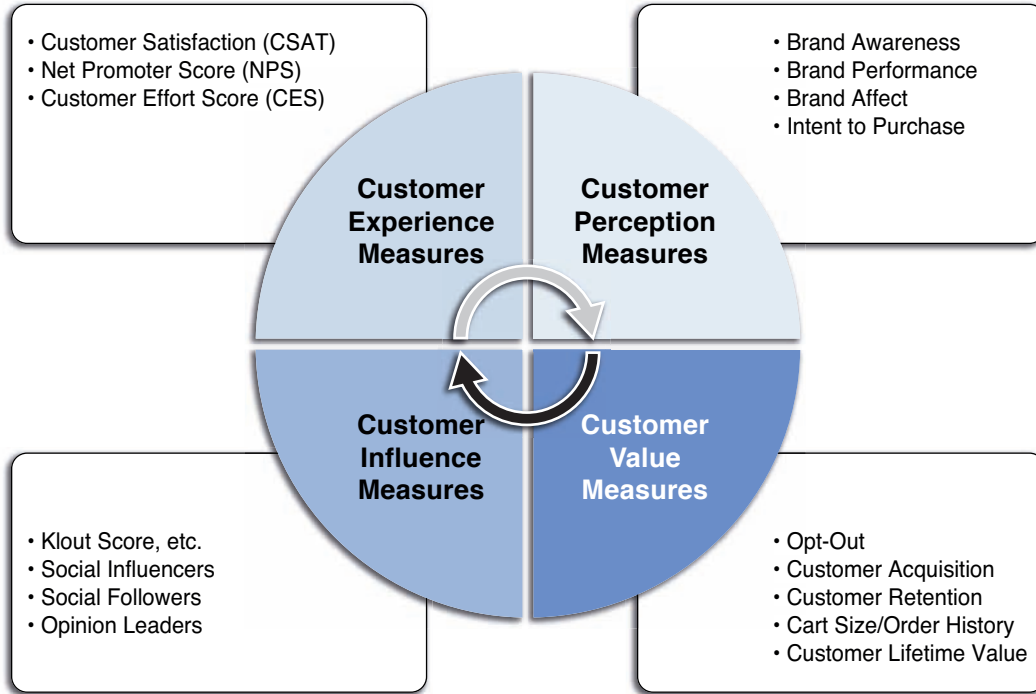 • Customer Satisfaction (CSAT)
• Net Promoter Score (NPS)
• Customer Effort Score (CES)
• Brand Awareness
• Brand Performance
• Brand Affect
• Intent to Purchase
Customer
Experience
Measures
Customer
Perception
Measures
Customer
Influence
Measures
Customer
Value
Measures
• Klout Score, etc.
• Social Influencers
• Social Followers
• Opinion Leaders
• Opt-Out
• Customer Acquisition
• Customer Retention
• Cart Size/Order History
• Customer Lifetime Value